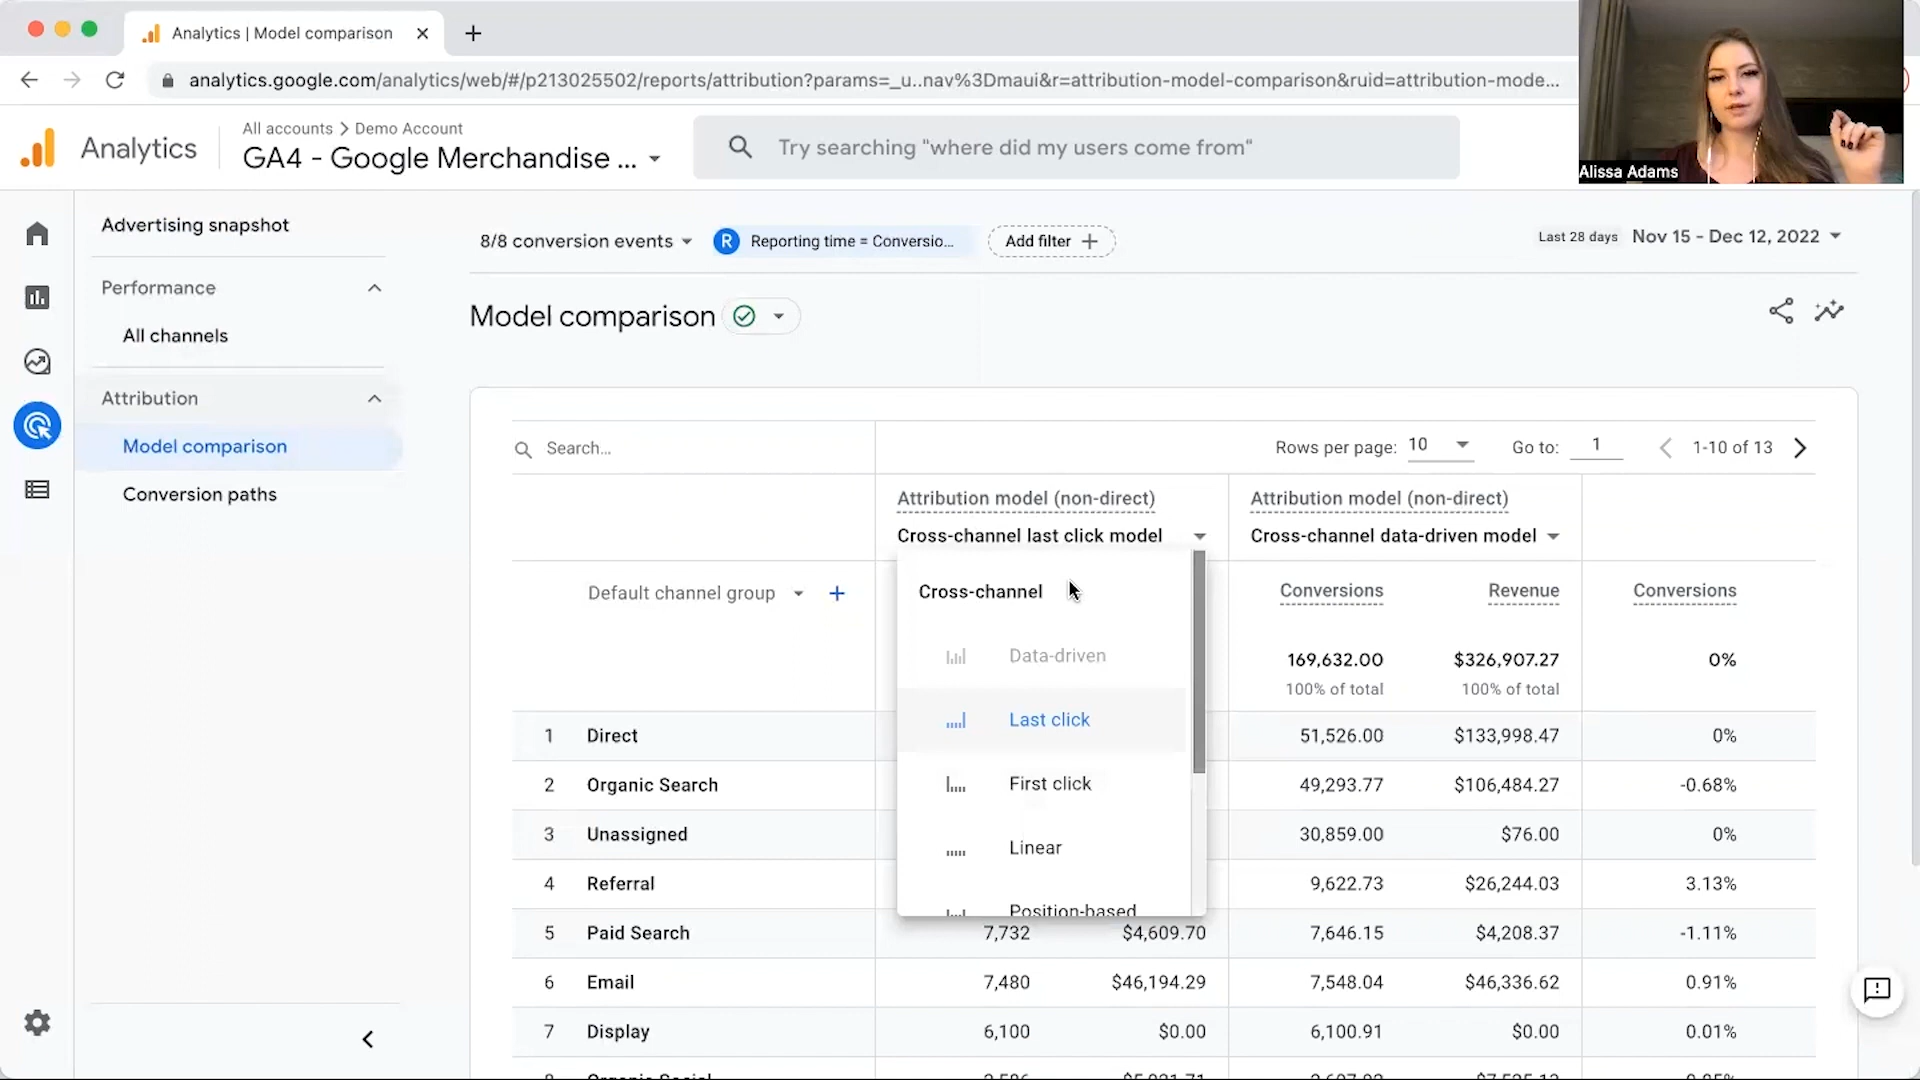 Analytics | Model comparison
analytics.google.com/analytics/web/#/p213025502/reports/attribution?params=_u..nav%3Dmaui&r=attribution-model-comparison&ruid=attribution-mode...
Alissa Adams
Analytics
All accounts > Demo Account
GA4 - Google Merchandise ...
Try searching "where did my users come from"
Advertising snapshot
Performance
All channels
Attribution
Model comparison
Conversion paths
8/8 conversion events
R Reporting time = Conversio...
Add filter +
Last 28 days Nov 15 - Dec 12, 2022
Model comparison
Search...
Rows per page: 10
Go to: 1
1-10 of 13
Attribution model (non-direct)
Cross-channel last click model
Attribution model (non-direct)
Cross-channel data-driven model
Default channel group
Cross-channel
Data-driven
Last click
First click
Linear
Position-based
Conversions Revenue Conversions
169,632.00 $326,907.27 0%
100% of total 100% of total
1 Direct 51,526.00 $133,998.47 0%
2 Organic Search 49,293.77 $106,484.27 -0.68%
3 Unassigned 30,859.00 $76.00 0%
4 Referral 9,622.73 $26,244.03 3.13%
5 Paid Search 7,732 $4,609.70 7,646.15 $4,208.37 -1.11%
6 Email 7,480 $46,194.29 7,548.04 $46,336.62 0.91%
7 Display 6,100 $0.00 6,100.91 $0.00 0.01%